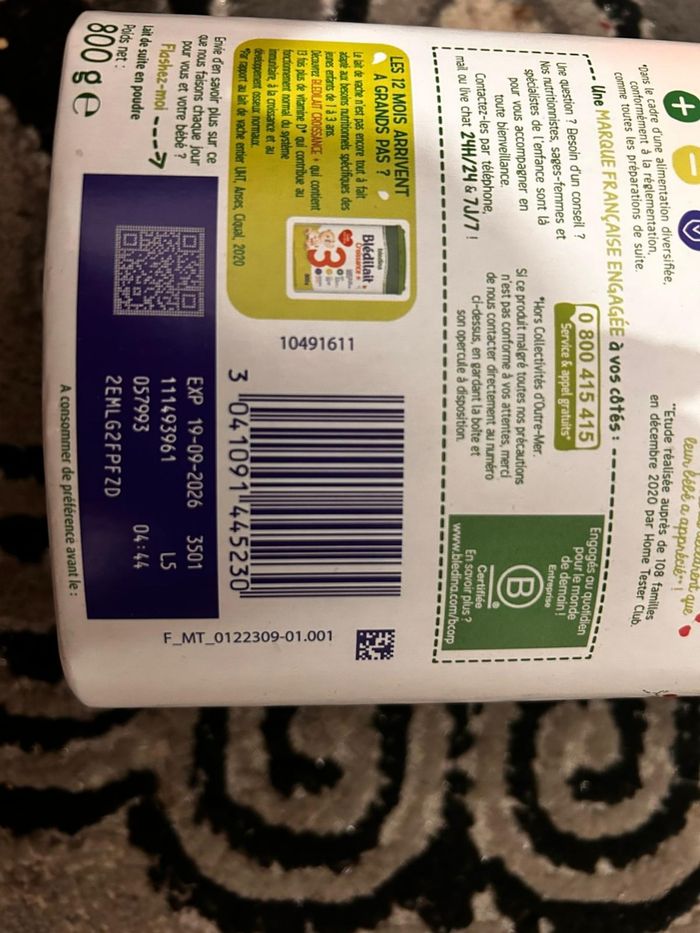 leur bébé a apprécié** !
**Étude réalisée auprès de 108 familles
en décembre 2020 par Home Tester Club.
*Dans le cadre d'une alimentation diversifiée,
conformément à la réglementation,
comme toutes les préparations de suite.
Une MARQUE FRANÇAISE ENGAGÉE à vos côtés :
Une question ? Besoin d'un conseil ?
Nos nutritionnistes, sages-femmes et
spécialistes de l'enfance sont là
pour vous accompagner en
toute bienveillance.
Contactez-les par téléphone,
mail ou live chat 24H/24 & 7J/7 !
0 800 415 415
Service & appel gratuits*
*Hors Collectivités d'Outre-Mer.
Si ce produit malgré toutes nos précautions
n'est pas conforme à vos attentes, merci
de nous contacter directement au numéro
ci-dessus, en gardant la boîte et
son opercule à disposition.
Engagés au quotidien
pour le monde
de demain !
Entreprise
B
Certifiée
En savoir plus ?
www.bledina.com/bcorp
LES 12 MOIS ARRIVENT
À GRANDS PAS ?
Le lait de vache n'est pas encore tout à fait
adapté aux besoins nutritionnels spécifiques des
jeunes enfants de 1 à 3 ans.
Découvrez BLÉDILAIT CROISSANCE + qui contient
13 fois plus de vitamine D* qui contribue au
fonctionnement normal du système
immunitaire, à la croissance et au
développement osseux normaux.
*Par rapport au lait de vache entier UHT, Anses, Ciqual, 2020
blédina
Blédilait
Croissance +
3
10491611
3 041091 445230
F_MT_0122309-01.001
Envie d'en savoir plus sur ce
que nous faisons chaque jour
pour vous et votre bébé ?
Flashez-moi
lait de suite en poudre
Poids net :
800 g e
EXP 19-09-2026 3501
111493961 L5
057993 04:44
2EMLG2FPFZD
A consommer de préférence avant le :